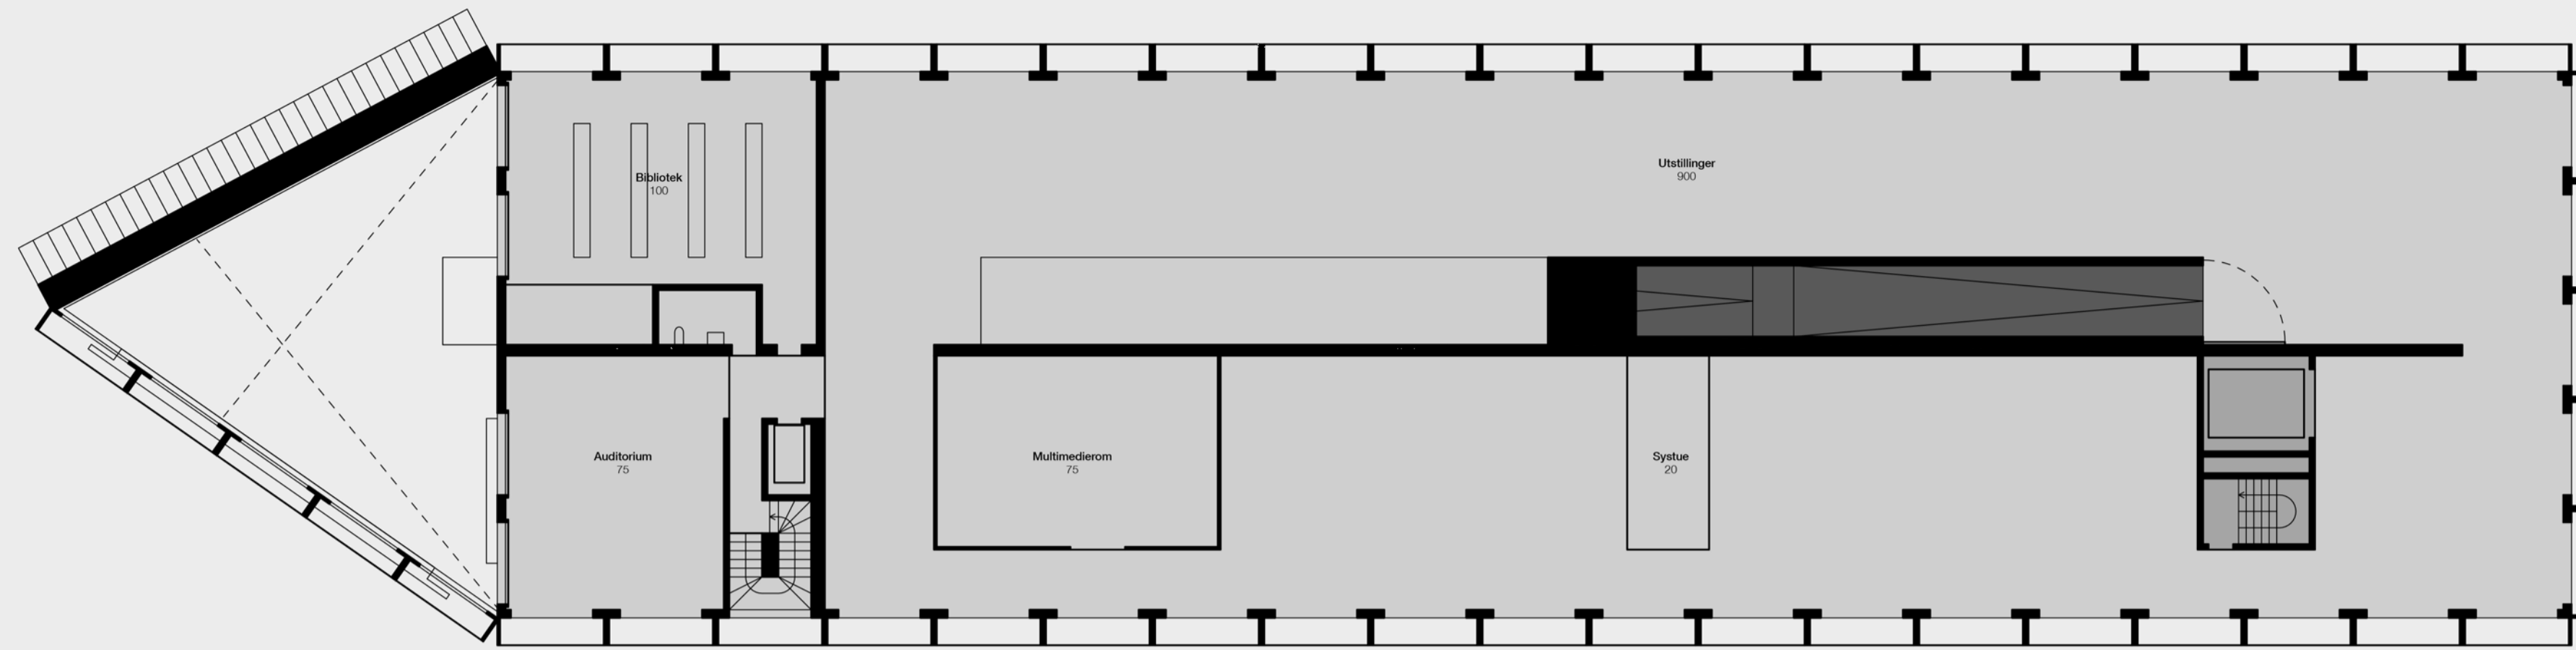 Utstillinger
900
Bibliotek
100
Auditorium
75
Multimedierom
75
Systue
20